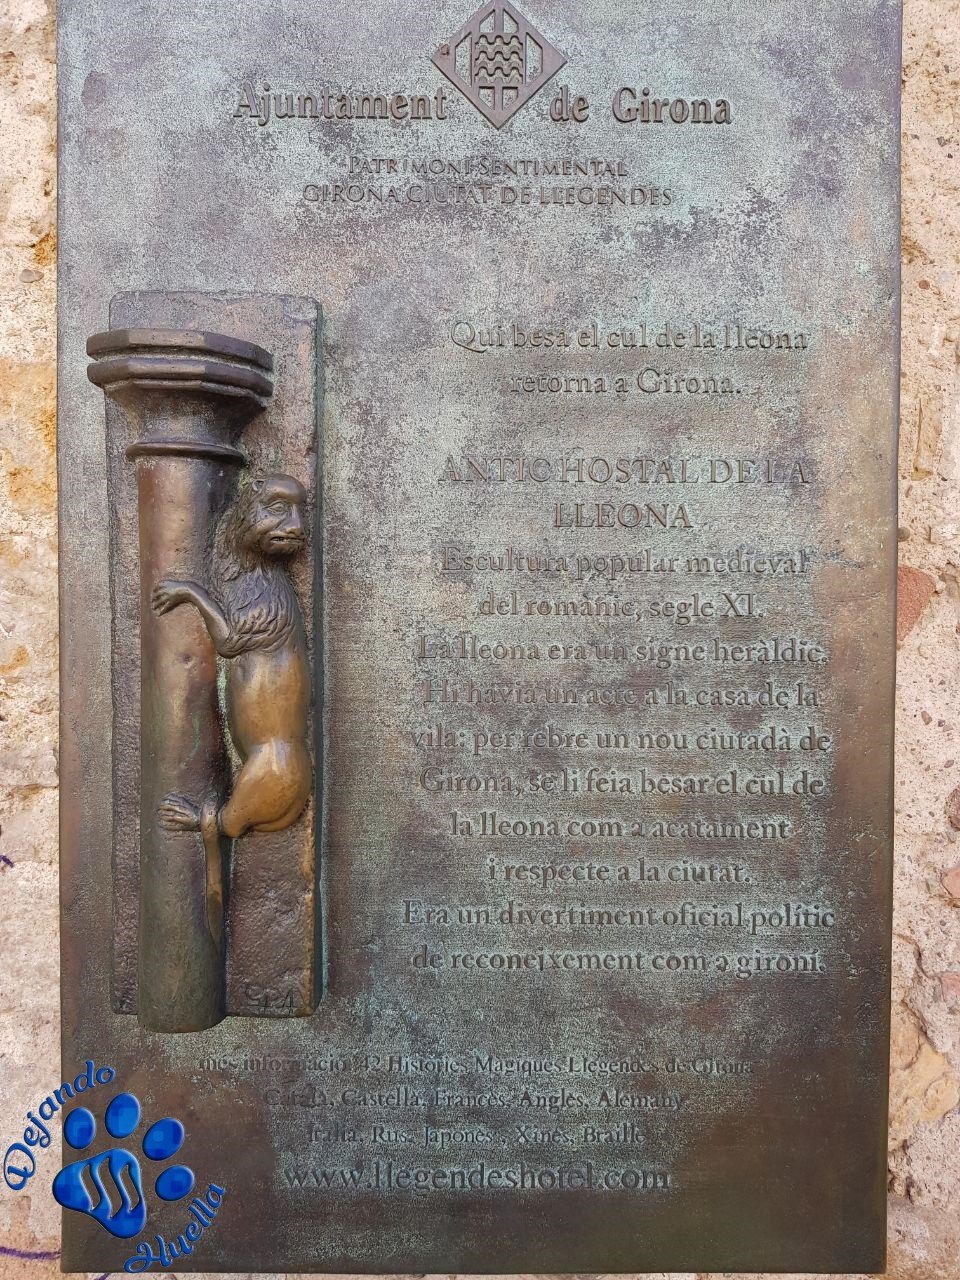 Ajuntament de Girona
PATRIMONI SENTIMENTAL
GIRONA CIUTAT DE LLEGENDES
Qui besa el cul de la lleona
retorna a Girona.
ANTIC HOSTAL DE LA
LLEONA
Escultura popular medieval
del romànic, segle XI.
La lleona era un signe heràldic.
Hi havia un acte a la casa de la
vila: per rebre un nou ciutadà de
Girona, se li feia besar el cul de
la lleona com a acatament
i respecte a la ciutat.
Era un divertiment oficial polític
de reconeixement com a gironí.
més informació 42 Històries Màgiques Llegendes de Girona
Català, Castellà, Francès, Anglès, Alemany,
Italià, Rus, Japonès, Xinès, Braille
www.llegendeshotel.com
Dejando
Huella